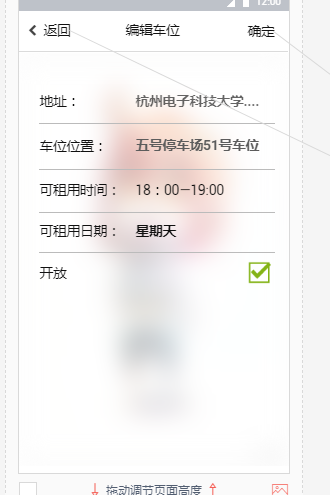 12:00
返回 编辑车位 确定
地址： 杭州电子科技大学....
车位位置： 五号停车场51号车位
可租用时间： 18：00—19:00
可租用日期： 星期天
开放
拖动调节页面高度